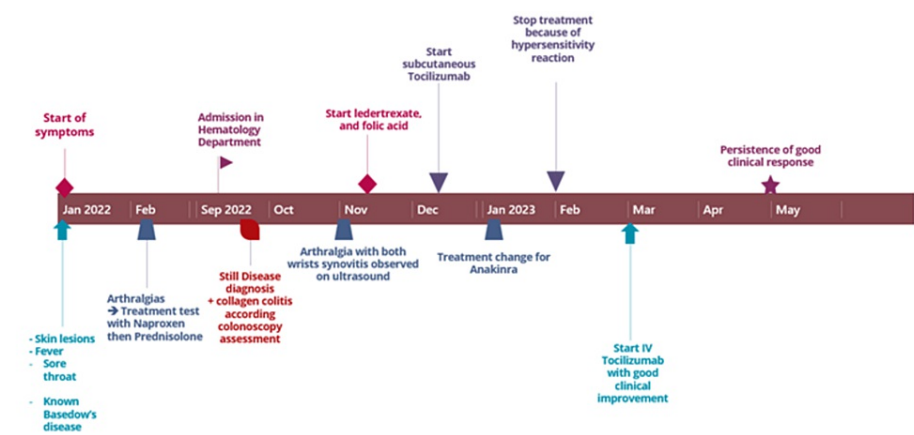 Stop treatment
because of
hypersensitivity
reaction
Start
subcutaneous
Tocilizumab
Start of
symptoms
Admission in
Hematology
Department
Start ledertrexate,
and folic acid
Persistence of good
clinical response
Jan 2022 Feb Sep 2022 Oct Nov Dec Jan 2023 Feb Mar Apr May
Arthralgia with both
wrists synovitis observed
on ultrasound
Treatment change for
Anakinra
Still Disease
diagnosis
+ collagen colitis
according
colonoscopy
assessment
Arthralgias
➔ Treatment test
with Naproxen
then Prednisolone
- Skin lesions
- Fever
- Sore
throat
- Known
Basedow's
disease
Start IV
Tocilizumab
with good
clinical
improvement